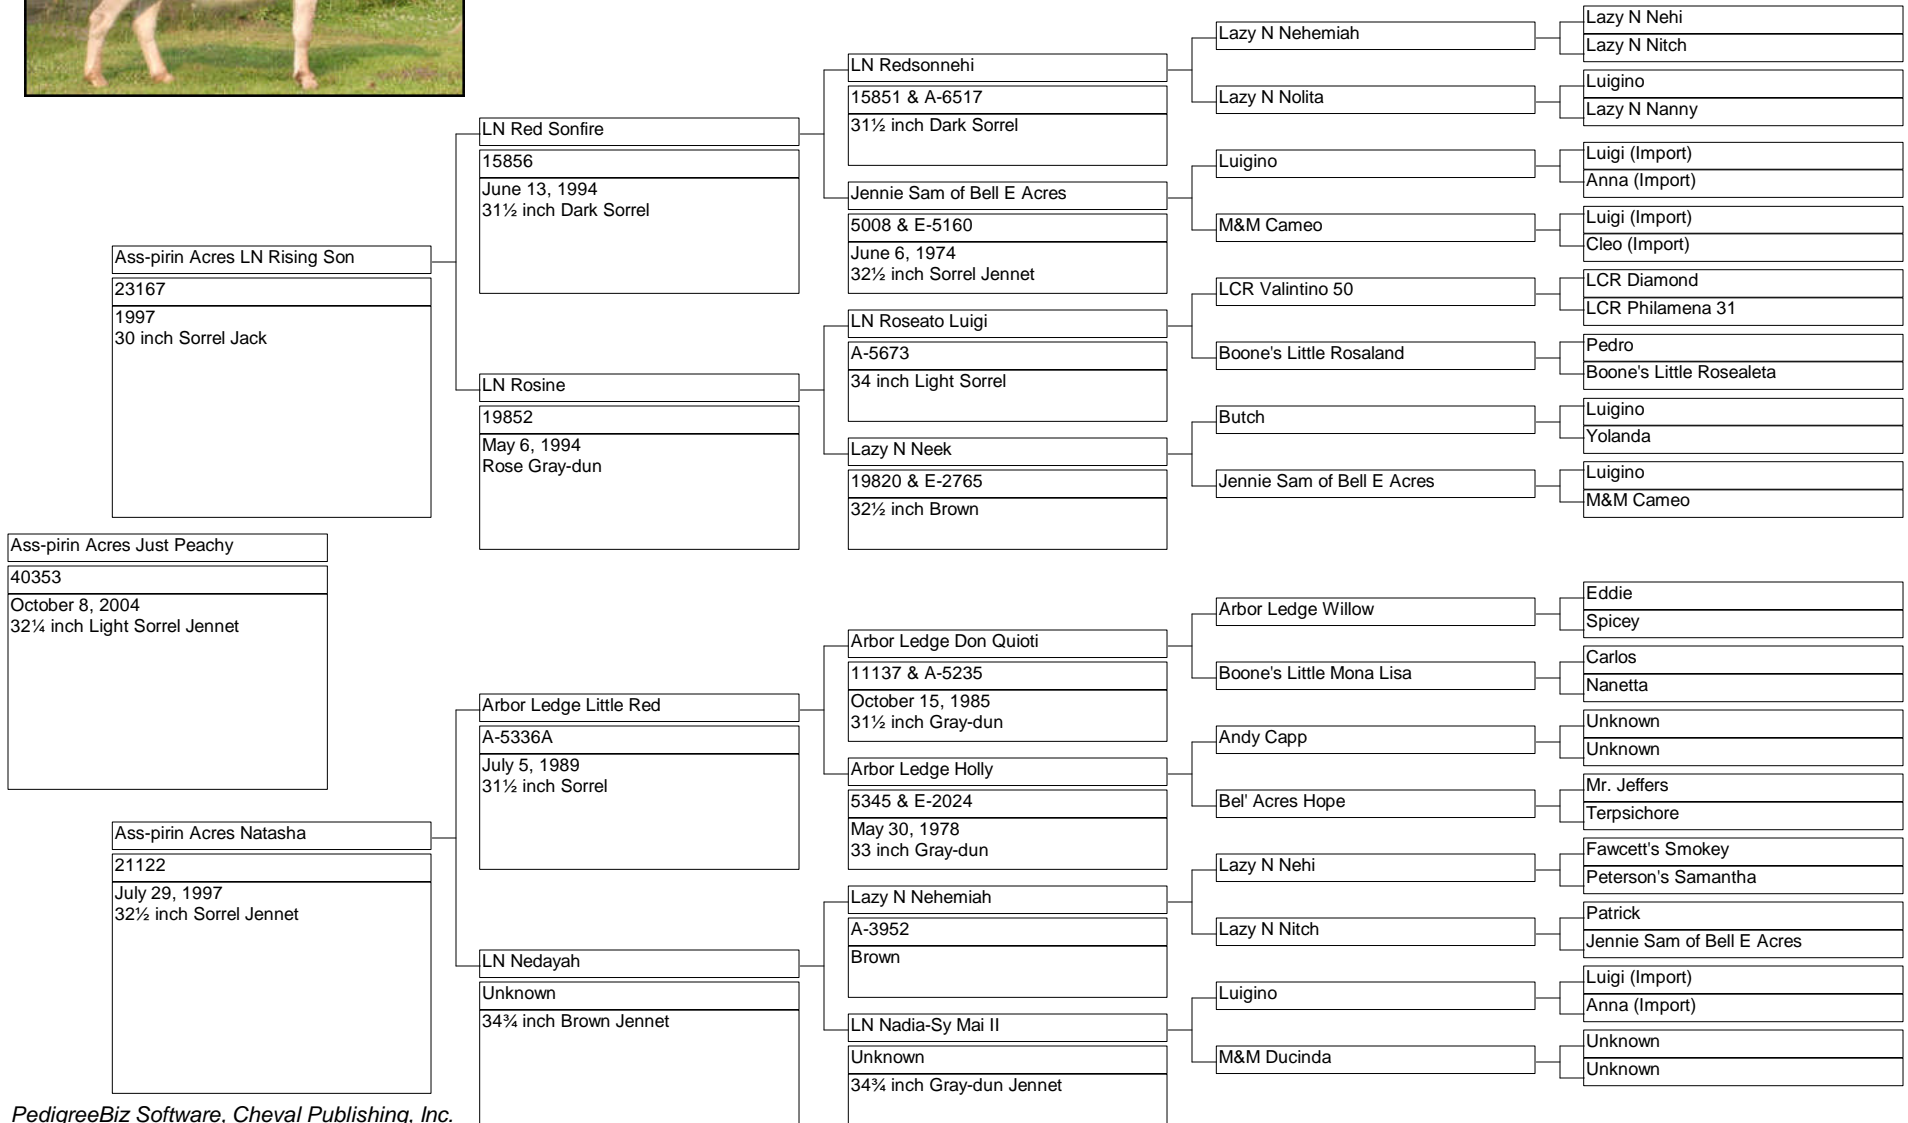 Ass-pirin Acres Just Peachy
40353
October 8, 2004
32¼ inch Light Sorrel Jennet
Ass-pirin Acres LN Rising Son
23167
1997
30 inch Sorrel Jack
Ass-pirin Acres Natasha
21122
July 29, 1997
32½ inch Sorrel Jennet
LN Red Sonfire
15856
June 13, 1994
31½ inch Dark Sorrel
LN Rosine
19852
May 6, 1994
Rose Gray-dun
Arbor Ledge Little Red
A-5336A
July 5, 1989
31½ inch Sorrel
LN Nedayah
Unknown
34¾ inch Brown Jennet
LN Redsonnehi
15851 & A-6517
31½ inch Dark Sorrel
Jennie Sam of Bell E Acres
5008 & E-5160
June 6, 1974
32½ inch Sorrel Jennet
LN Roseato Luigi
A-5673
34 inch Light Sorrel
Lazy N Neek
19820 & E-2765
32½ inch Brown
Arbor Ledge Don Quioti
11137 & A-5235
October 15, 1985
31½ inch Gray-dun
Arbor Ledge Holly
5345 & E-2024
May 30, 1978
33 inch Gray-dun
Lazy N Nehemiah
A-3952
Brown
LN Nadia-Sy Mai II
Unknown
34¾ inch Gray-dun Jennet
Lazy N Nehemiah
Lazy N Nolita
Luigino
M&M Cameo
LCR Valintino 50
Boone's Little Rosaland
Butch
Jennie Sam of Bell E Acres
Arbor Ledge Willow
Boone's Little Mona Lisa
Andy Capp
Bel' Acres Hope
Lazy N Nehi
Lazy N Nitch
Luigino
M&M Ducinda
Lazy N Nehi
Lazy N Nitch
Luigino
Lazy N Nanny
Luigi (Import)
Anna (Import)
Luigi (Import)
Cleo (Import)
LCR Diamond
LCR Philamena 31
Pedro
Boone's Little Rosealeta
Luigino
Yolanda
Luigino
M&M Cameo
Eddie
Spicey
Carlos
Nanetta
Unknown
Unknown
Mr. Jeffers
Terpsichore
Fawcett's Smokey
Peterson's Samantha
Patrick
Jennie Sam of Bell E Acres
Luigi (Import)
Anna (Import)
Unknown
Unknown
PedigreeBiz Software, Cheval Publishing, Inc.